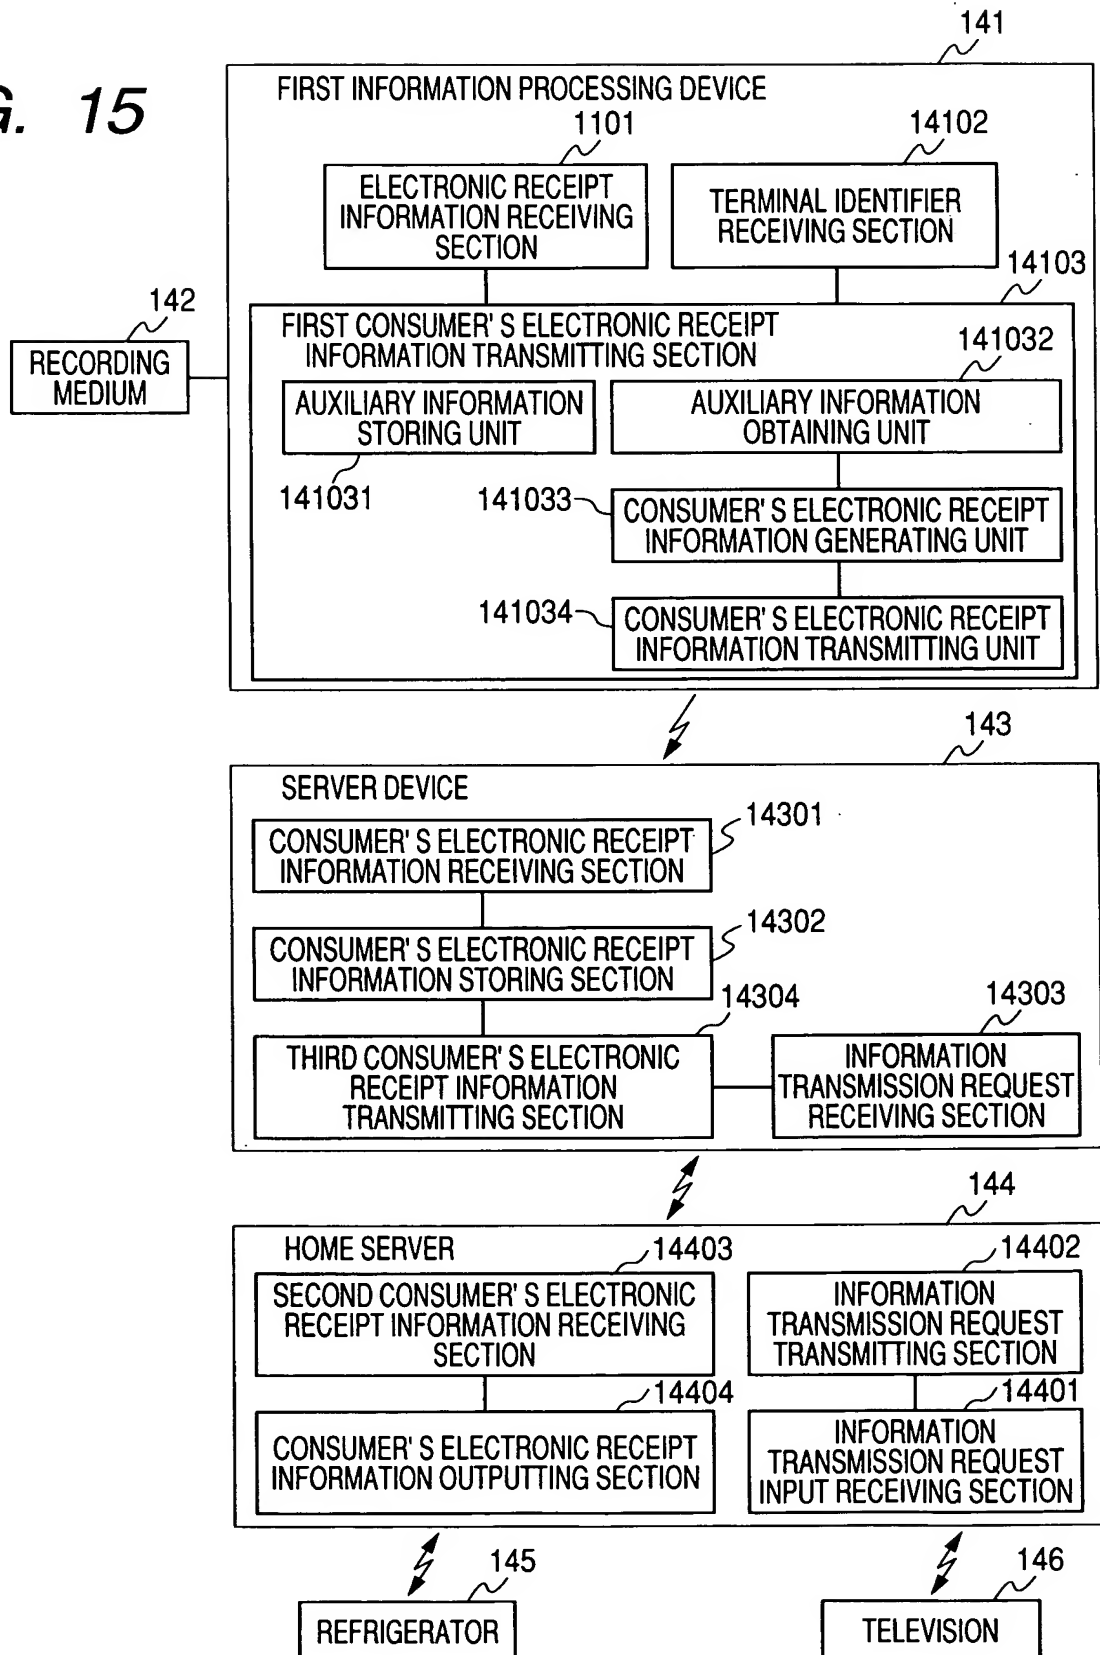 G. 15
141
FIRST INFORMATION PROCESSING DEVICE
1101
14102
ELECTRONIC RECEIPT
INFORMATION RECEIVING
SECTION
TERMINAL IDENTIFIER
RECEIVING SECTION
14103
142
RECORDING
MEDIUM
FIRST CONSUMER'S ELECTRONIC RECEIPT
INFORMATION TRANSMITTING SECTION
141032
AUXILIARY INFORMATION
STORING UNIT
AUXILIARY INFORMATION
OBTAINING UNIT
141031
141033
CONSUMER'S ELECTRONIC RECEIPT
INFORMATION GENERATING UNIT
141034
CONSUMER'S ELECTRONIC RECEIPT
INFORMATION TRANSMITTING UNIT
143
SERVER DEVICE
14301
CONSUMER'S ELECTRONIC RECEIPT
INFORMATION RECEIVING SECTION
14302
CONSUMER'S ELECTRONIC RECEIPT
INFORMATION STORING SECTION
14304
14303
THIRD CONSUMER'S ELECTRONIC
RECEIPT INFORMATION
TRANSMITTING SECTION
INFORMATION
TRANSMISSION REQUEST
RECEIVING SECTION
144
HOME SERVER
14403
14402
SECOND CONSUMER'S ELECTRONIC
RECEIPT INFORMATION RECEIVING
SECTION
INFORMATION
TRANSMISSION REQUEST
TRANSMITTING SECTION
14404
14401
CONSUMER'S ELECTRONIC RECEIPT
INFORMATION OUTPUTTING SECTION
INFORMATION
TRANSMISSION REQUEST
INPUT RECEIVING SECTION
145
146
REFRIGERATOR
TELEVISION